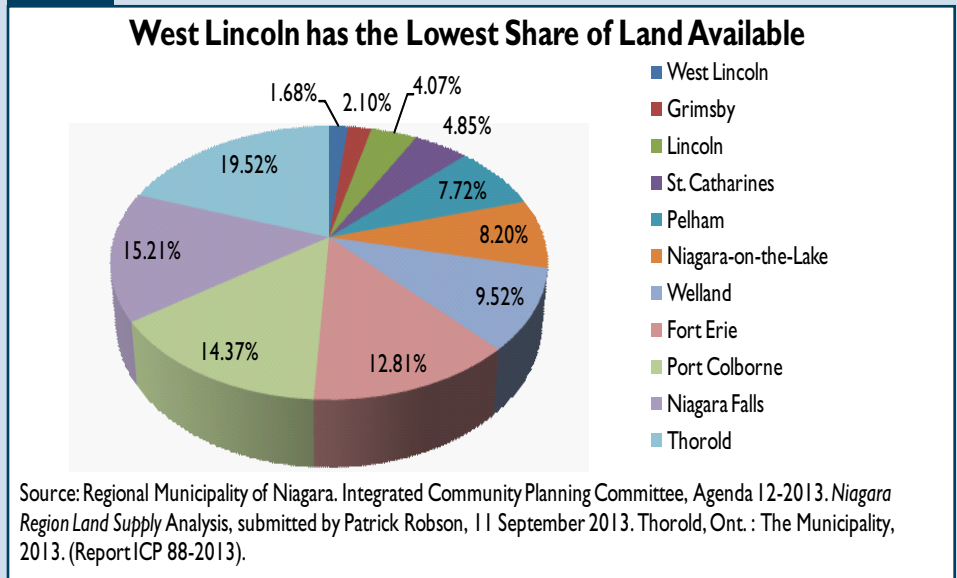 West Lincoln has the Lowest Share of Land Available
1.68%
2.10%
4.07%
4.85%
7.72%
8.20%
9.52%
12.81%
14.37%
15.21%
19.52%
West Lincoln
Grimsby
Lincoln
St. Catharines
Pelham
Niagara-on-the-Lake
Welland
Fort Erie
Port Colborne
Niagara Falls
Thorold
Source: Regional Municipality of Niagara. Integrated Community Planning Committee, Agenda 12-2013. Niagara
Region Land Supply Analysis, submitted by Patrick Robson, 11 September 2013. Thorold, Ont. : The Municipality,
2013. (Report ICP 88-2013).